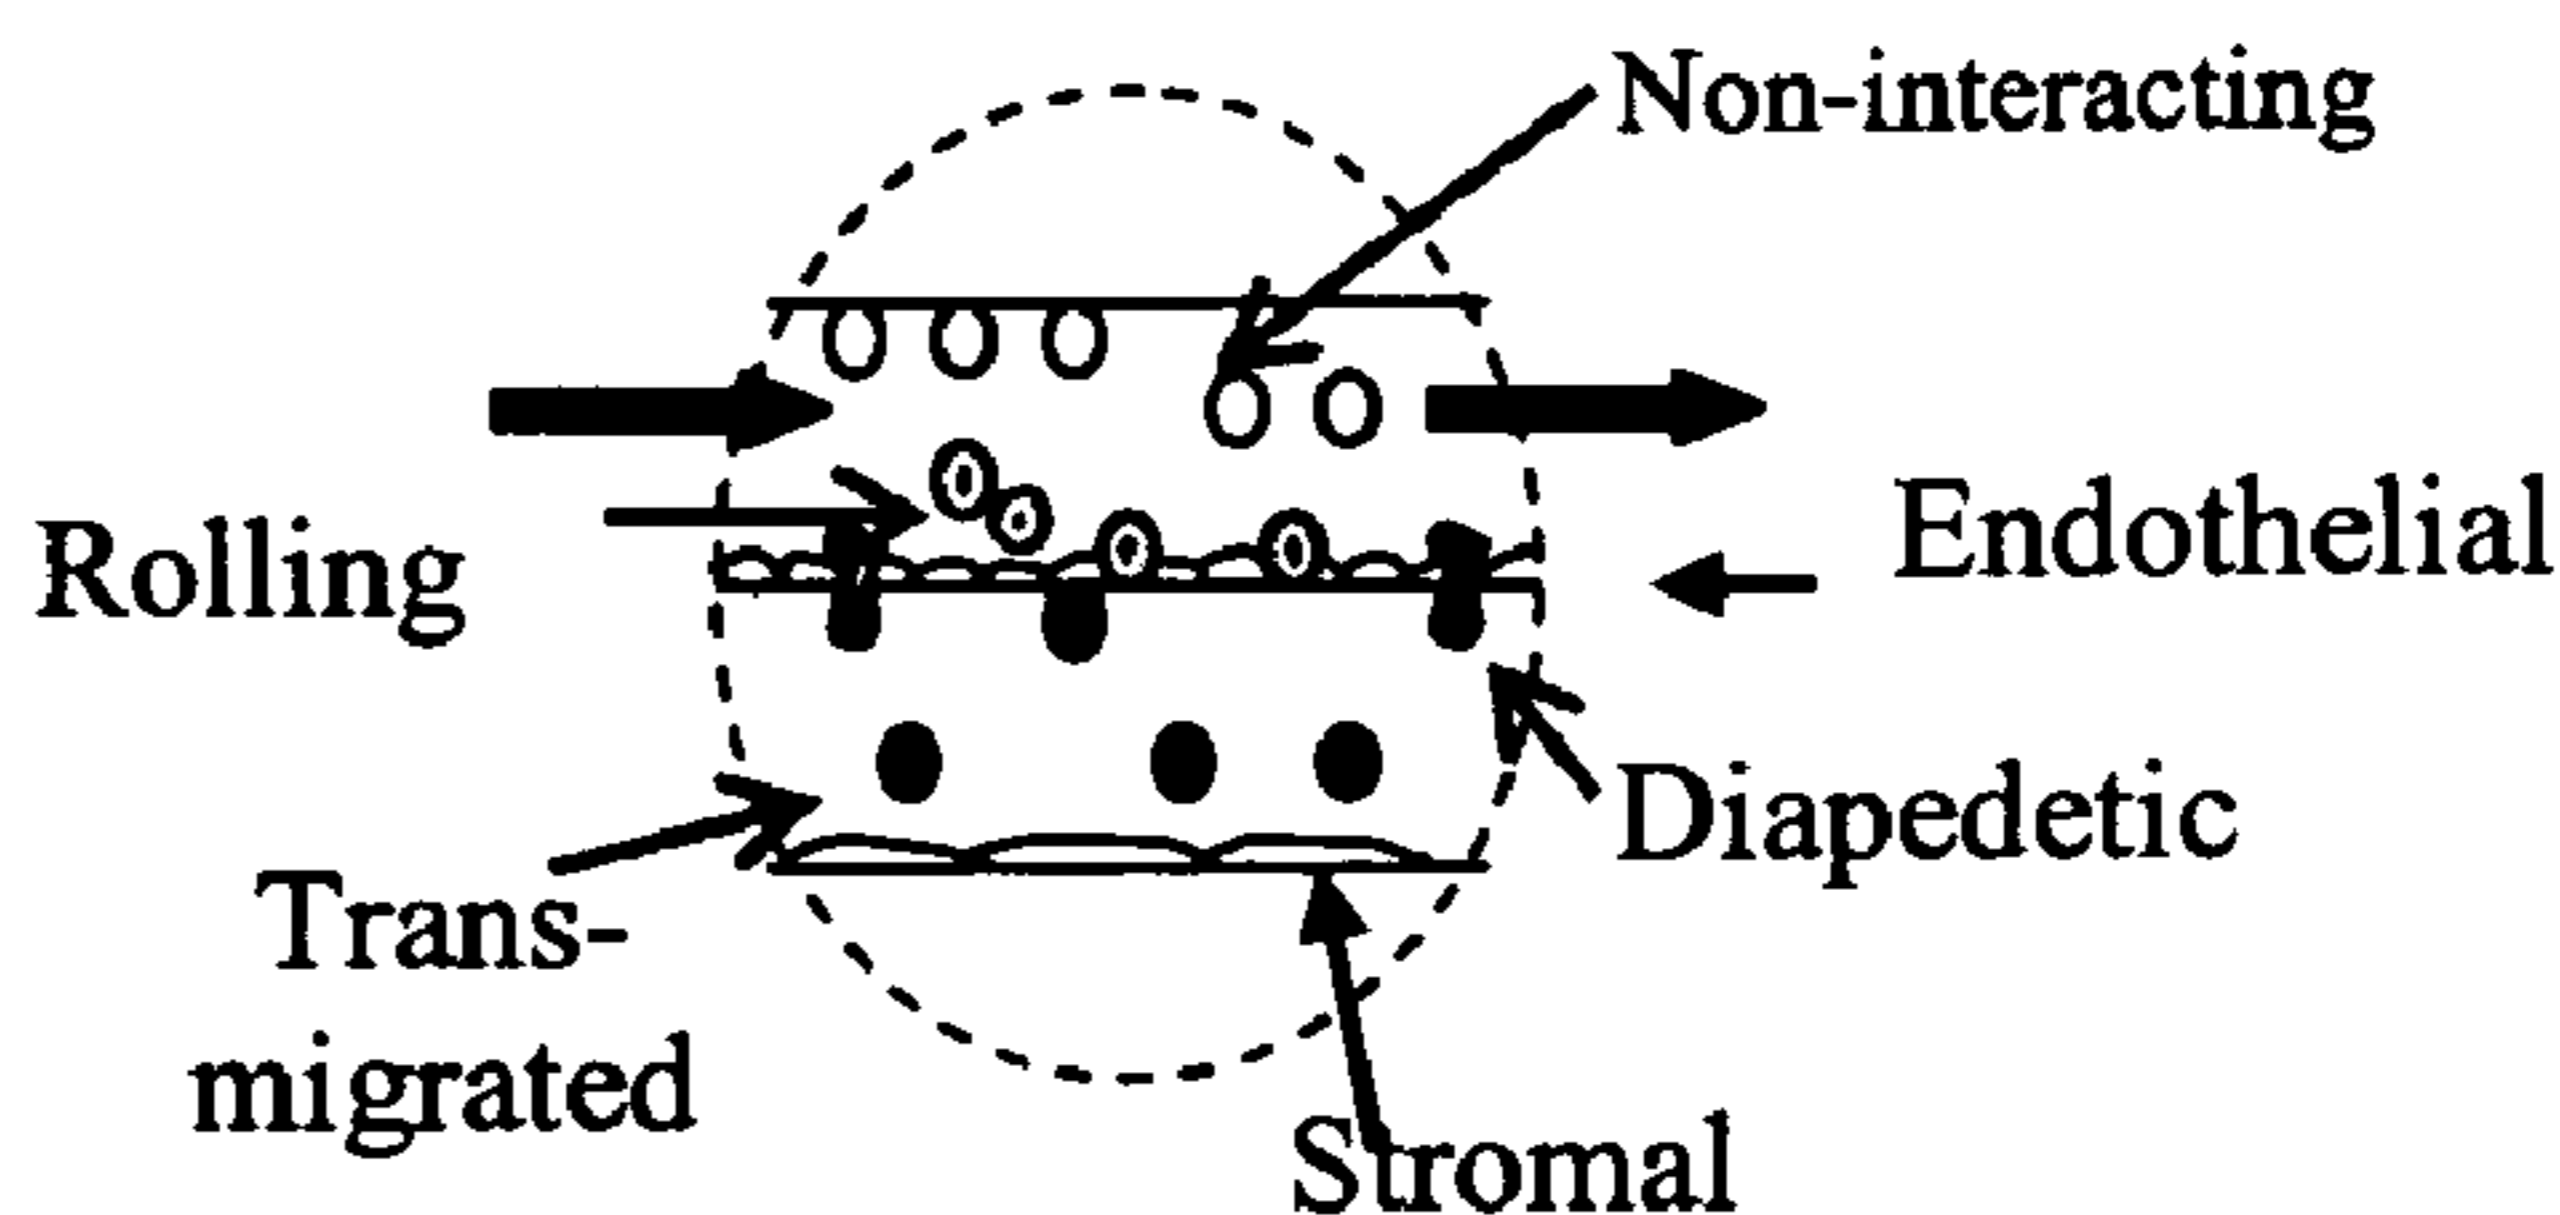 Non-interacting
Rolling
Endothelial
Diapedetic
Trans-
migrated
Stromal